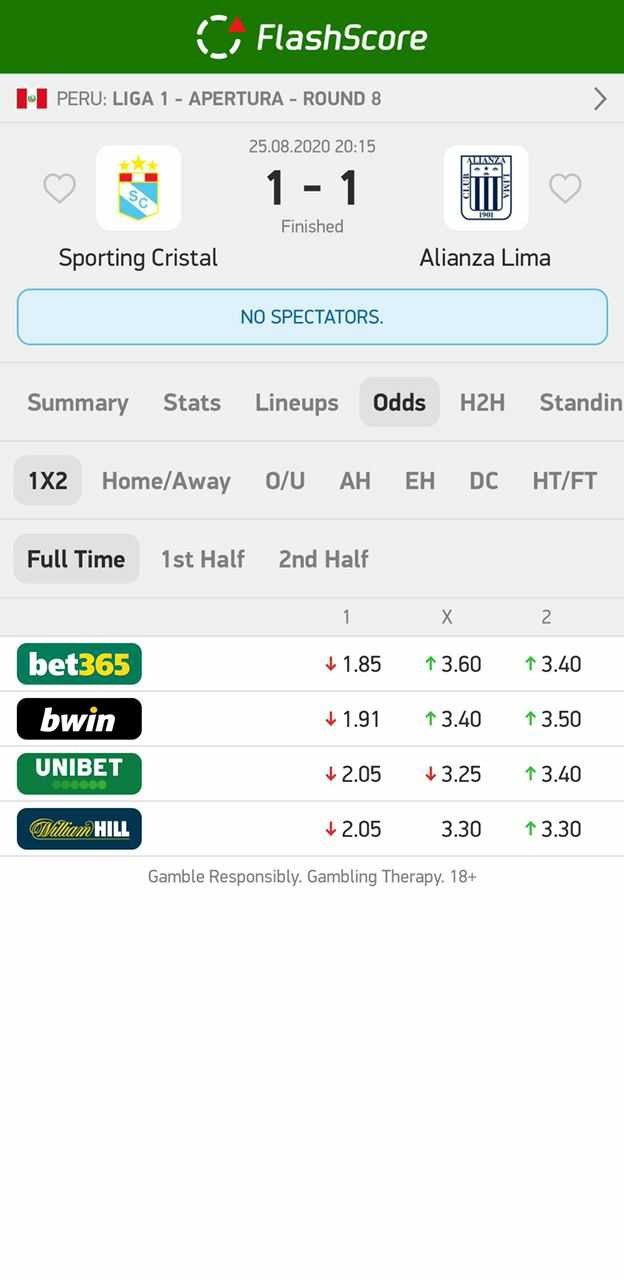 FlashScore
PERU: LIGA 1 - APERTURA - ROUND 8
25.08.2020 20:15
1 - 1
Finished
SC
CLUB ALIANZA LIMA
1901
Sporting Cristal
Alianza Lima
NO SPECTATORS.
Summary Stats Lineups Odds H2H Standin
1X2 Home/Away O/U AH EH DC HT/FT
Full Time 1st Half 2nd Half
1 X 2
bet365 ↓1.85 ↑3.60 ↑3.40
bwin ↓1.91 ↑3.40 ↑3.50
UNIBET ↓2.05 ↓3.25 ↑3.40
William HILL ↓2.05 3.30 ↑3.30
Gamble Responsibly. Gambling Therapy. 18+